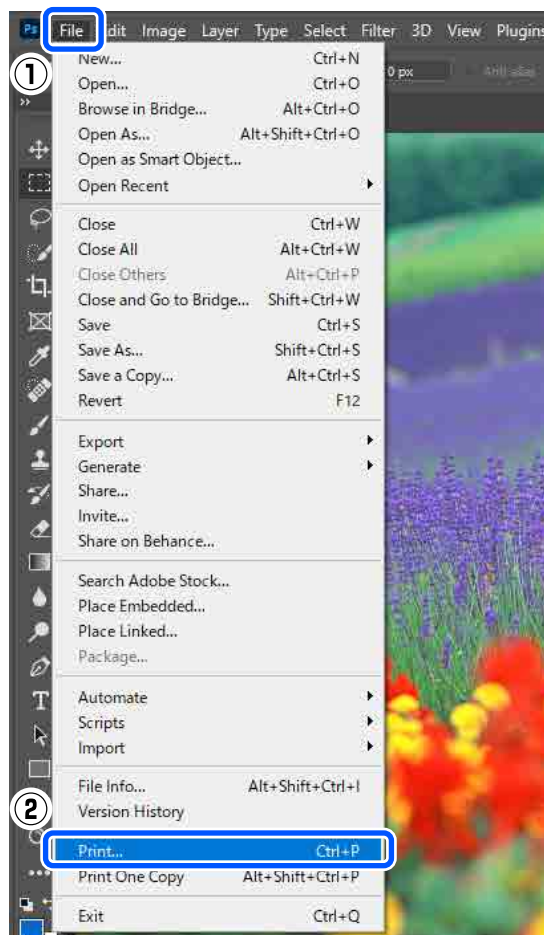 Ps File Edit Image Layer Type Select Filter 3D View Plugins
①
New... Ctrl+N
0 px Anti-alias
Open... Ctrl+O
Browse in Bridge... Alt+Ctrl+O
Open As... Alt+Shift+Ctrl+O
Open as Smart Object...
Open Recent
Close Ctrl+W
Close All Alt+Ctrl+W
Close Others Alt+Ctrl+P
Close and Go to Bridge... Shift+Ctrl+W
Save Ctrl+S
Save As... Shift+Ctrl+S
Save a Copy... Alt+Ctrl+S
Revert F12
Export
Generate
Share...
Invite...
Share on Behance...
Search Adobe Stock...
Place Embedded...
Place Linked...
Package...
Automate
Scripts
Import
File Info... Alt+Shift+Ctrl+I
Version History
②
Print... Ctrl+P
Print One Copy Alt+Shift+Ctrl+P
Exit Ctrl+Q